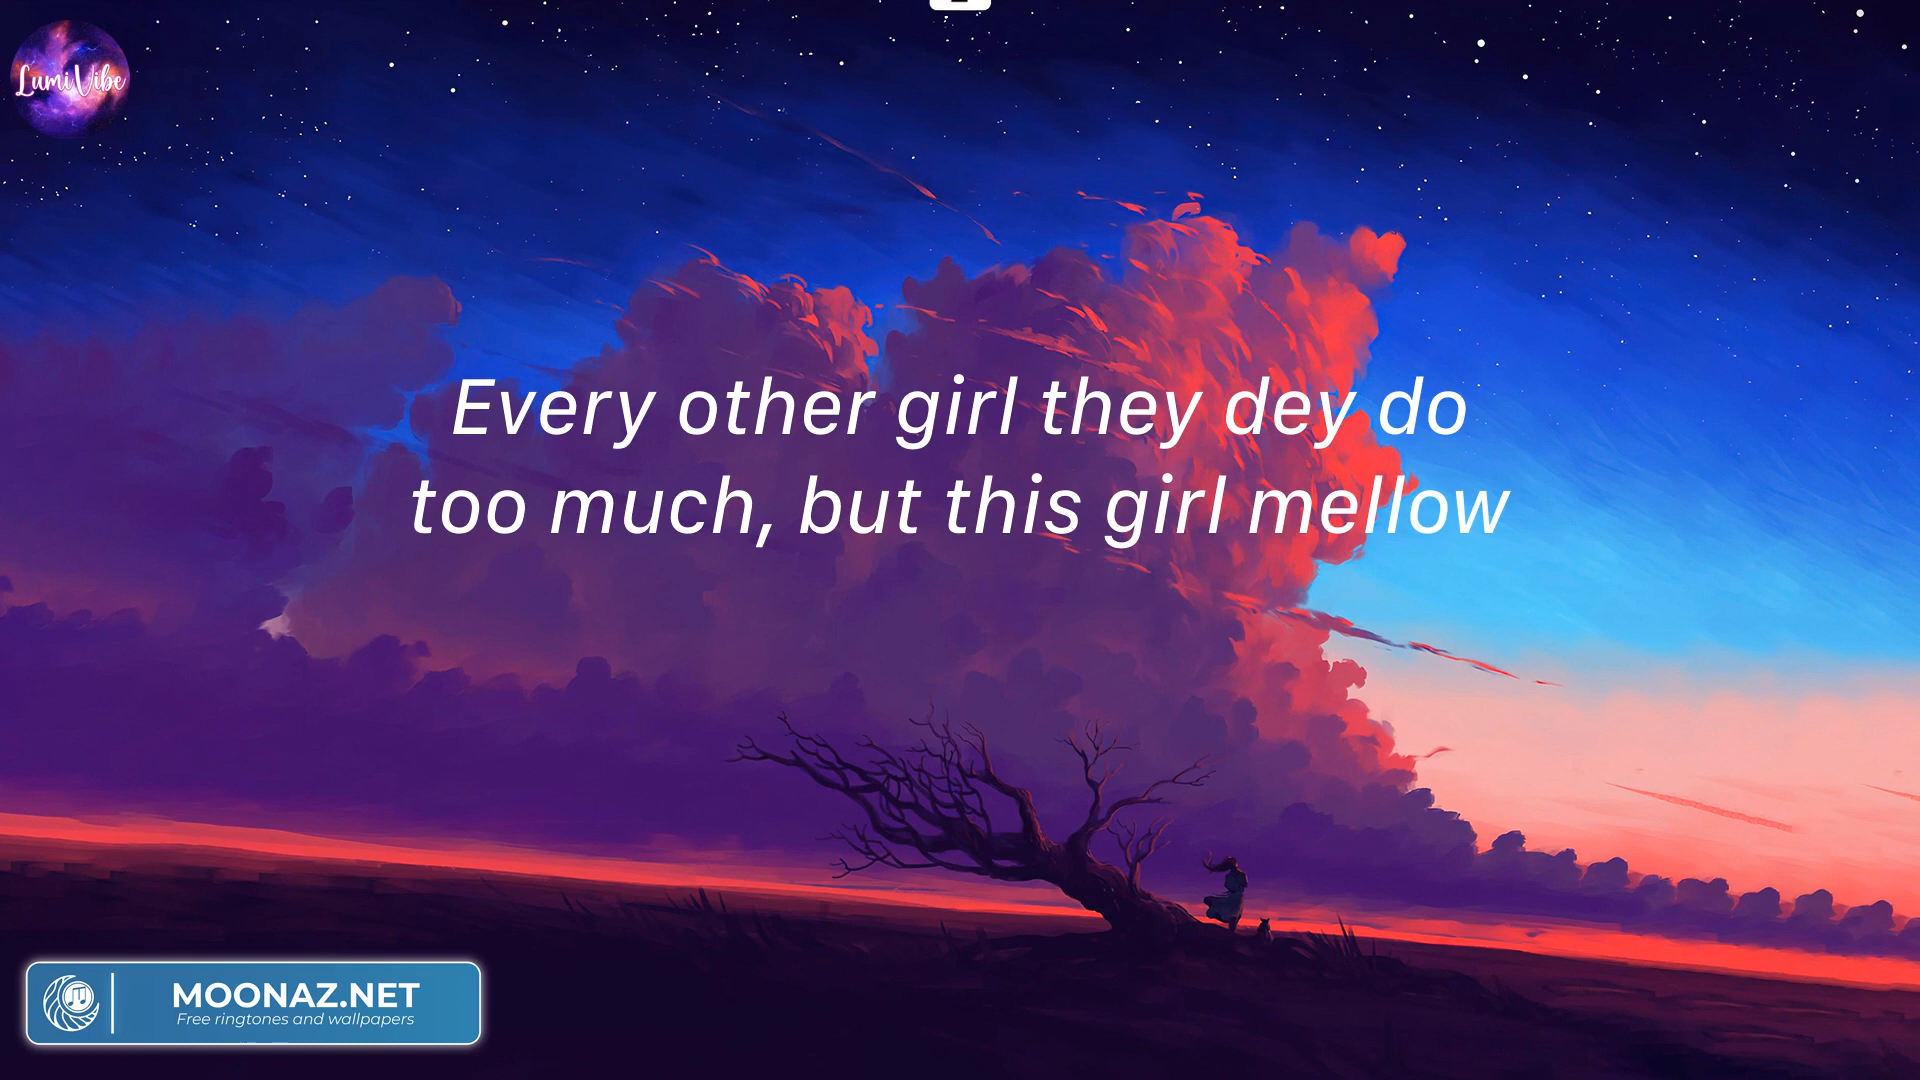 LumiVibe
Every other girl they dey do
too much, but this girl mellow
MOONAZ.NET
Free ringtones and wallpapers